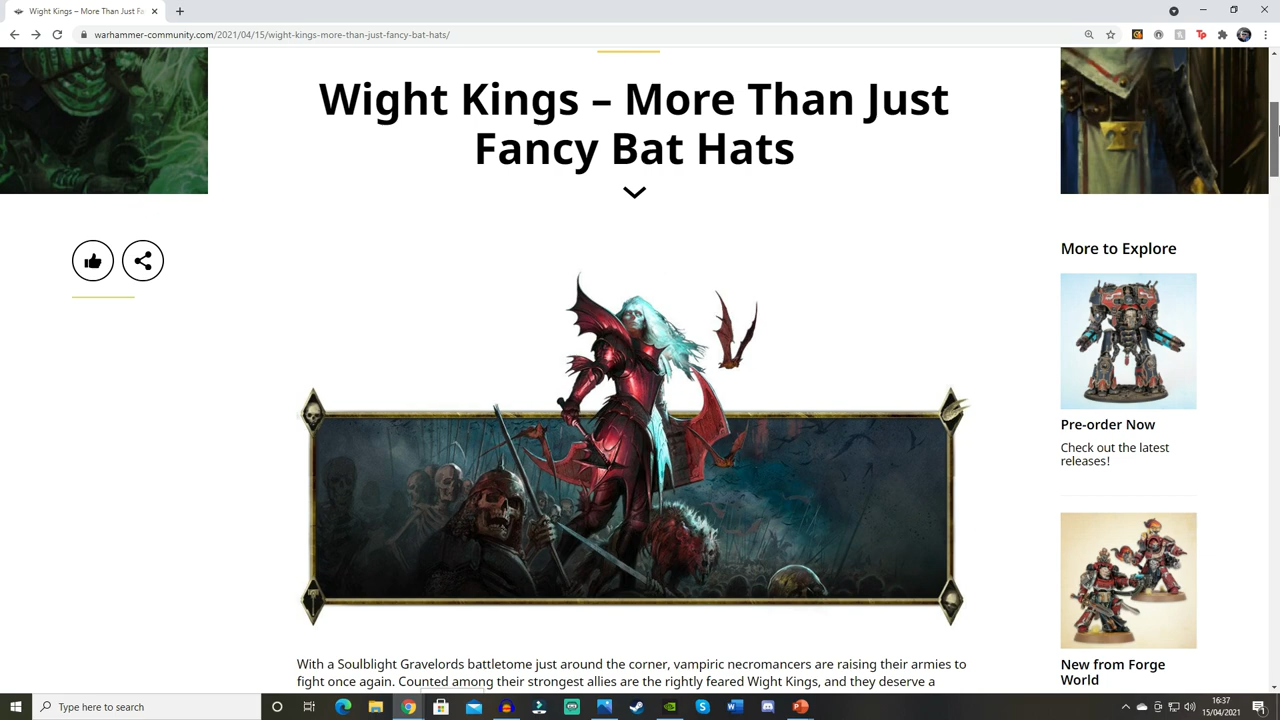 Wight Kings – More Than Just Fa
warhammer-community.com/2021/04/15/wight-kings-more-than-just-fancy-bat-hats/
Wight Kings – More Than Just
Fancy Bat Hats
More to Explore
Pre-order Now
Check out the latest
releases!
New from Forge
World
With a Soulblight Gravelords battletome just around the corner, vampiric necromancers are raising their armies to
fight once again. Counted among their strongest allies are the rightly feared Wight Kings, and they deserve a
Type here to search
16:37
15/04/2021